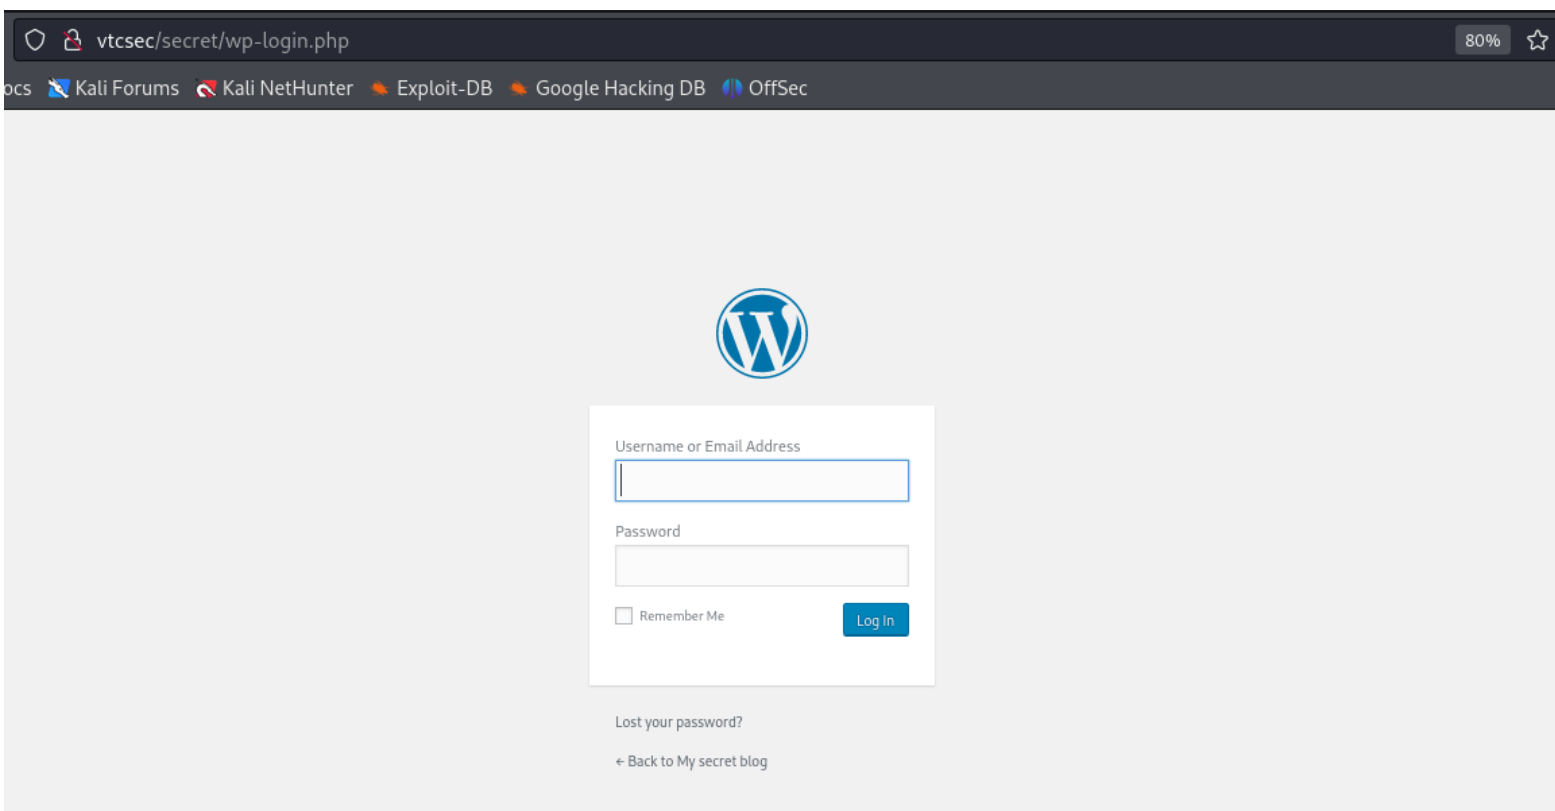 vtcsec/secret/wp-login.php 80%
ocs Kali Forums Kali NetHunter Exploit-DB Google Hacking DB OffSec
Username or Email Address
Password
Remember Me Log In
Lost your password?
← Back to My secret blog